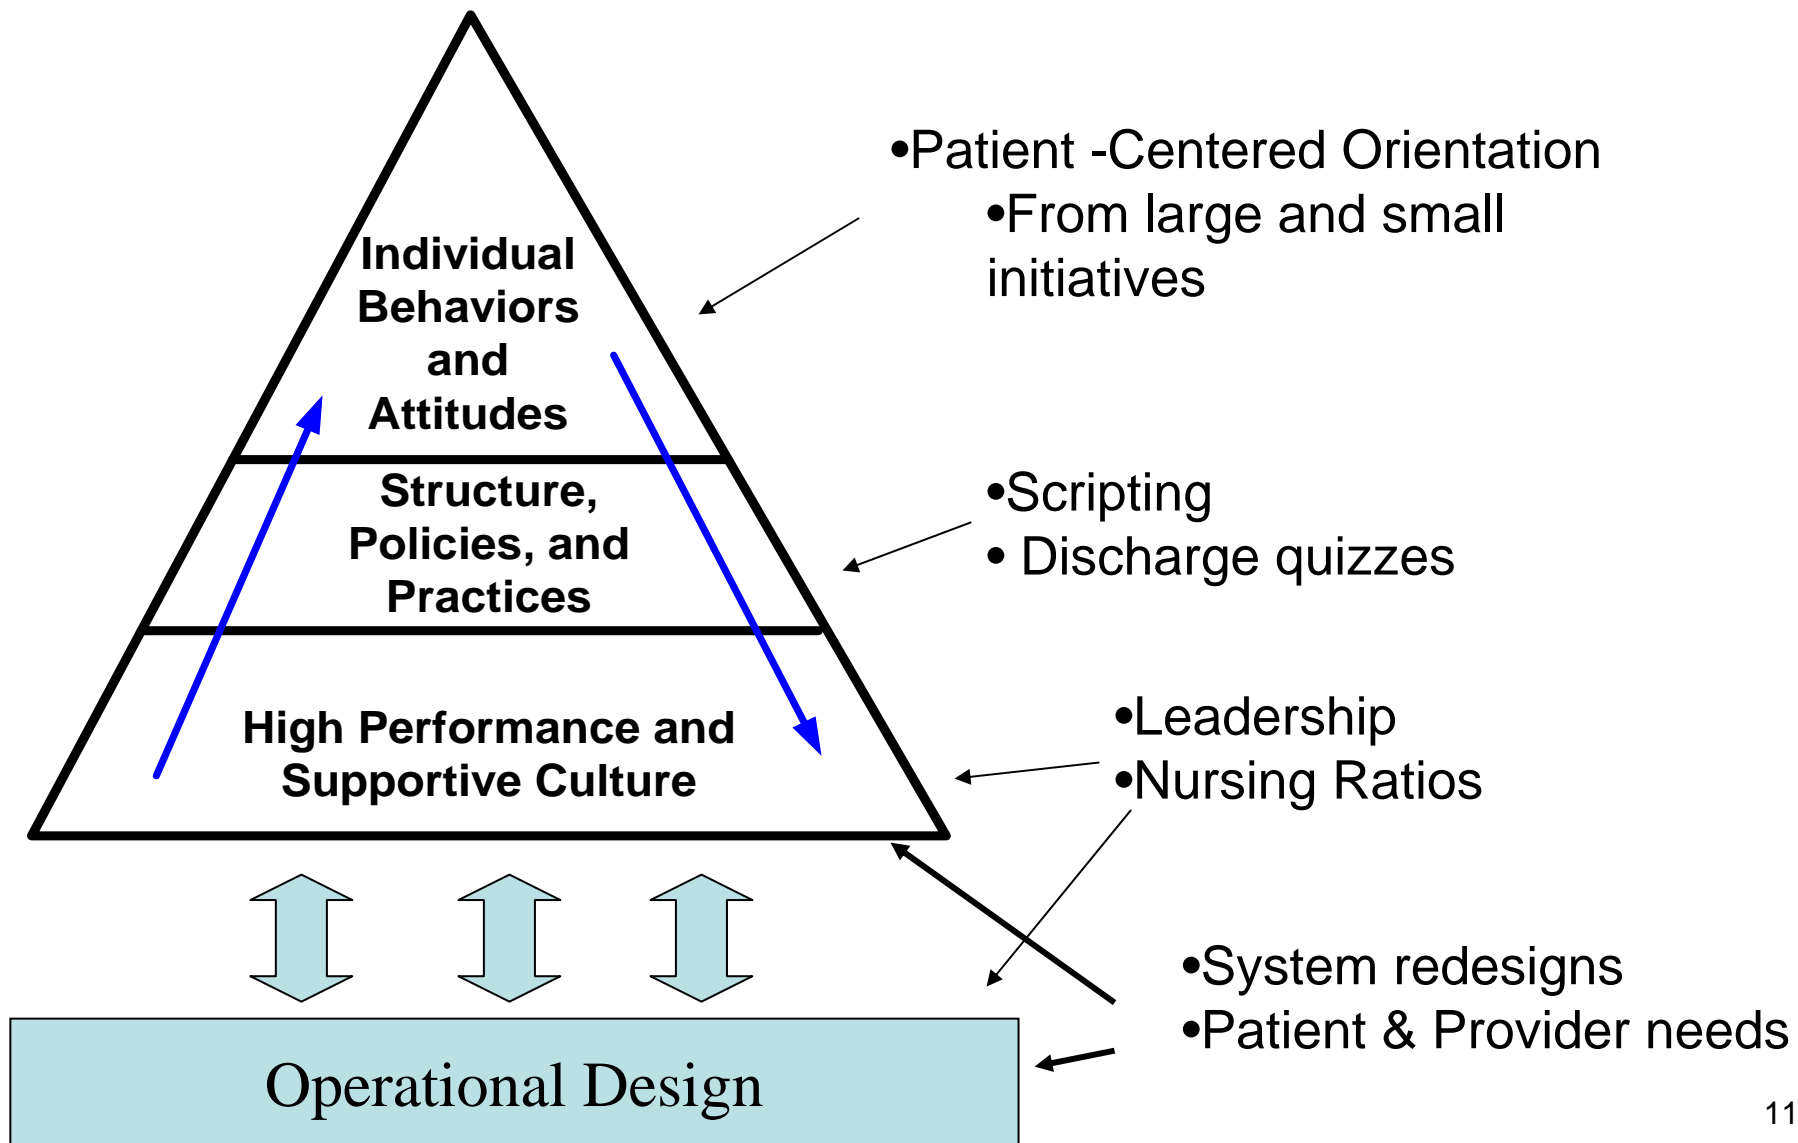 Individual
Behaviors
and
Attitudes
Structure,
Policies, and
Practices
High Performance and
Supportive Culture
Operational Design
•Patient -Centered Orientation
•From large and small
initiatives
•Scripting
• Discharge quizzes
•Leadership
•Nursing Ratios
•System redesigns
•Patient & Provider needs
11